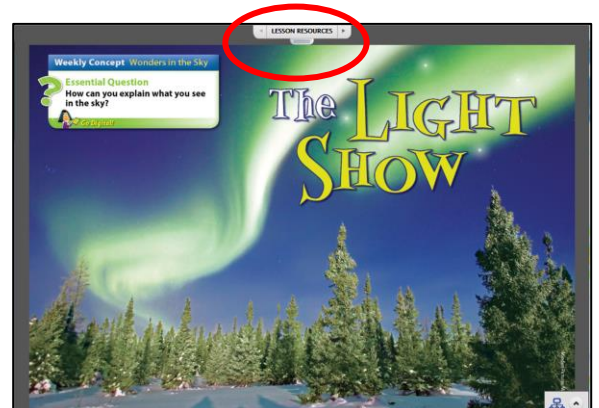 LESSON RESOURCES
Weekly Concept Wonders in the Sky
Essential Question
How can you explain what you see
in the sky?
Go Digital!
The LIGHT
SHOW